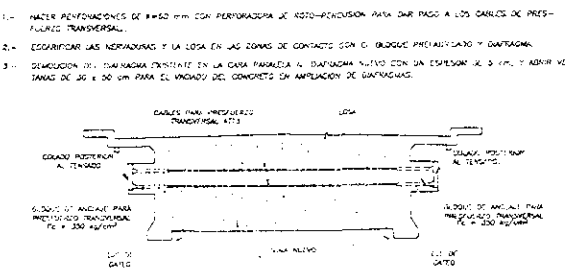 1.- HACER PERFORACIONES DE ø=60 mm CON PERFORADORA DE ROTO-PERCUSION PARA DAR PASO A LOS CABLES DE PRES-
FUERZO TRANSVERSAL.
2.- ESCARIFICAR LAS NERVADURAS Y LA LOSA EN LAS ZONAS DE CONTACTO CON EL BLOQUE PREFABRICADO Y DIAFRAGMA.
3.- DEMOLICION DEL DIAFRAGMA EXISTENTE EN LA CARA PARALELA AL DIAFRAGMA NUEVO CON UN ESPESOR DE 5 cm. Y ABRIR VEN
TANAS DE 30 x 50 cm PARA EL VACIADO DEL CONCRETO EN AMPLIACION DE DIAFRAGMAS.
CABLES PARA PRESFUERZO
TRANSVERSAL
LOSA
COLADO POSTERIOR
AL TENSADO
COLADO POSTERIOR
AL TENSADO
BLOQUE DE ANCLAJE PARA
PRESFUERZO TRANSVERSAL
f'c = 350 kg/cm²
BLOQUE DE ANCLAJE PARA
PRESFUERZO TRANSVERSAL
f'c = 350 kg/cm²
DE
GATEO
NUEVO
DE
GATEO